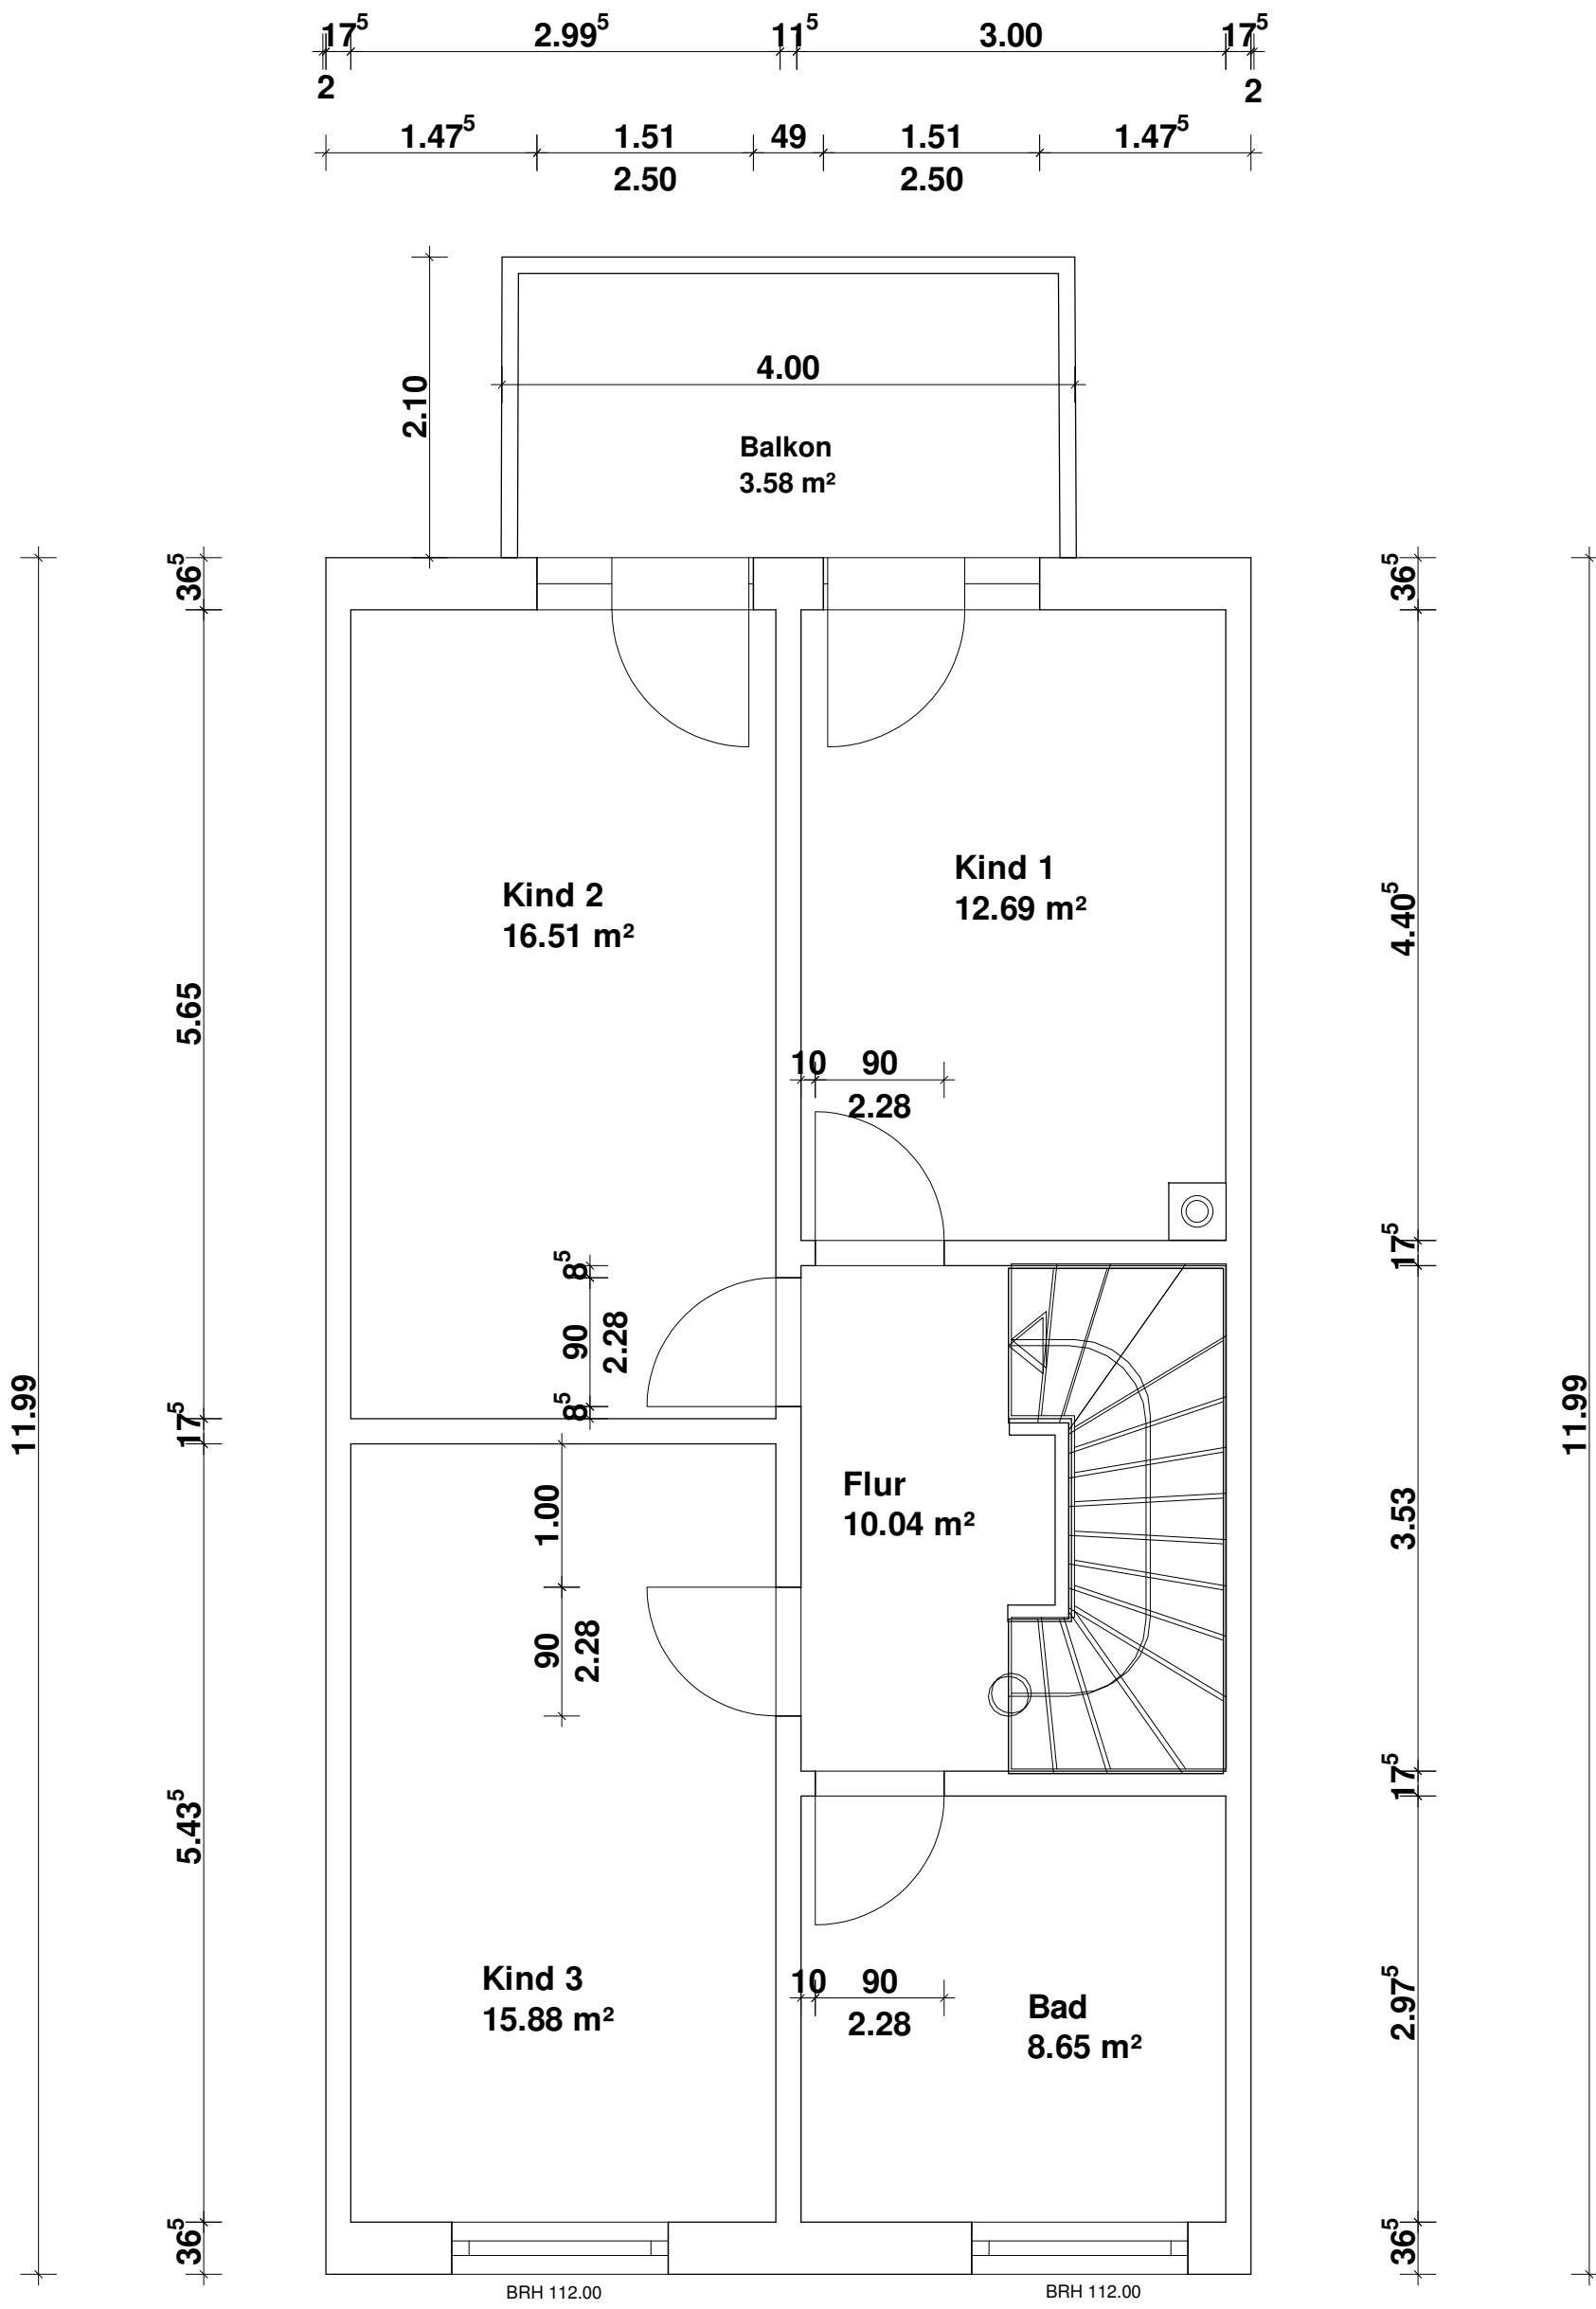 17⁵ 2.99⁵ 11⁵ 3.00 17⁵
2 2
1.47⁵ 1.51 49 1.51 1.47⁵
2.50 2.50
2.10
4.00
Balkon
3.58 m²
36⁵ 36⁵
Kind 2
16.51 m²
Kind 1
12.69 m²
5.65
4.40⁵
10 90
2.28
8⁵
90 2.28
8⁵
17⁵
17⁵
11.99
11.99
1.00
90 2.28
Flur
10.04 m²
3.53
17⁵
5.43⁵
Kind 3
15.88 m²
10 90
2.28
Bad
8.65 m²
2.97⁵
36⁵ 36⁵
BRH 112.00 BRH 112.00